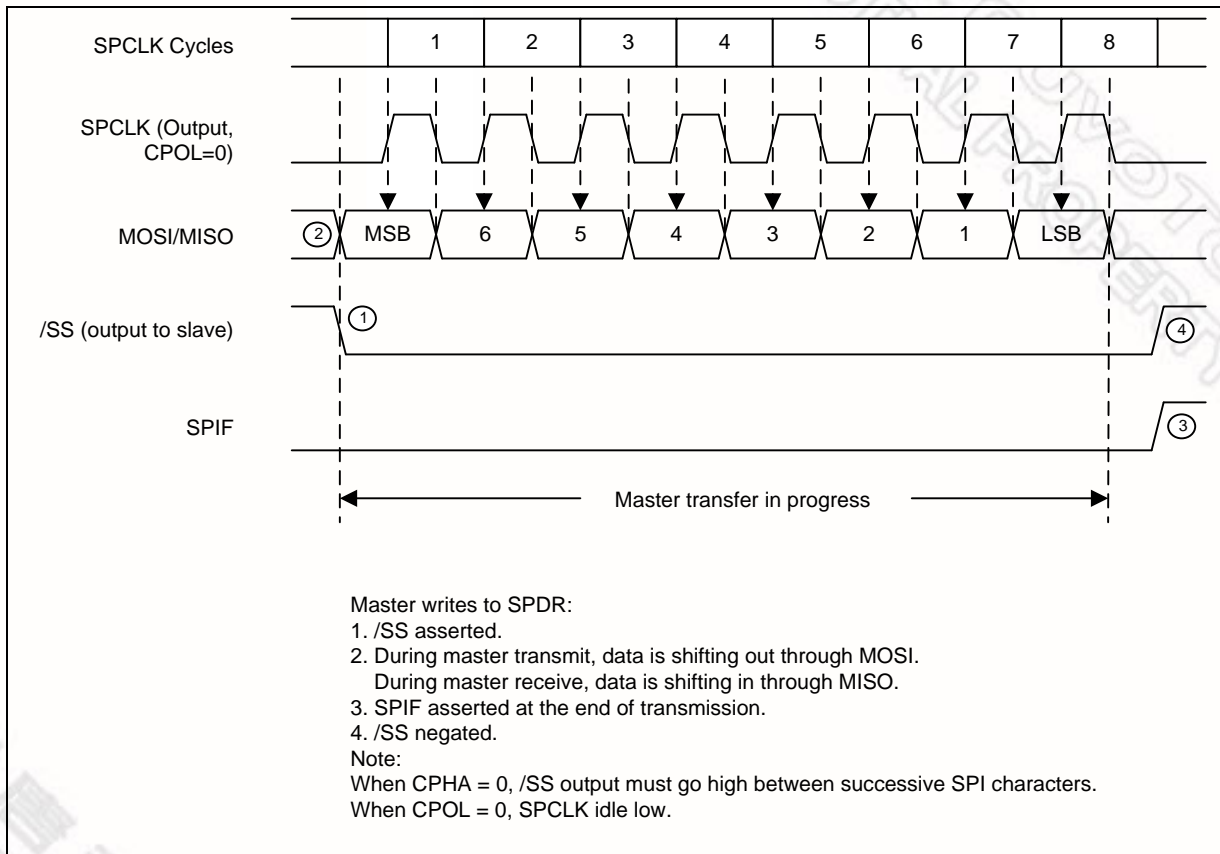 SPCLK Cycles
1 2 3 4 5 6 7 8
SPCLK (Output,
CPOL=0)
MOSI/MISO
2 MSB 6 5 4 3 2 1 LSB
/SS (output to slave)
1
4
SPIF
3
Master transfer in progress
Master writes to SPDR:
1. /SS asserted.
2. During master transmit, data is shifting out through MOSI.
During master receive, data is shifting in through MISO.
3. SPIF asserted at the end of transmission.
4. /SS negated.
Note:
When CPHA = 0, /SS output must go high between successive SPI characters.
When CPOL = 0, SPCLK idle low.